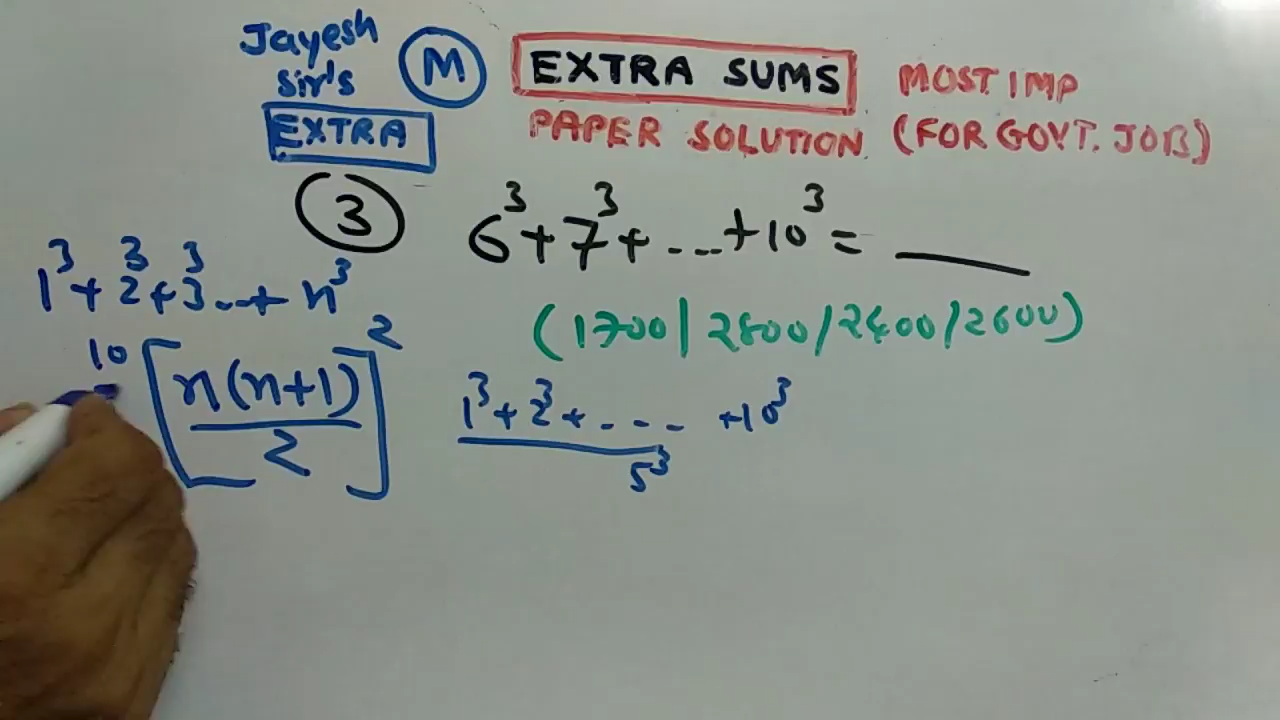 Jayesh
Sir's
EXTRA
M
EXTRA SUMS
MOST IMP
PAPER SOLUTION (FOR GOVT. JOB)
3
6³+7³+...+10³= ___
(1700|2800/2400/2600)
1³+2³+3³...+n³
10
[n(n+1)/2]²
1³+2³+.... +10³
5³